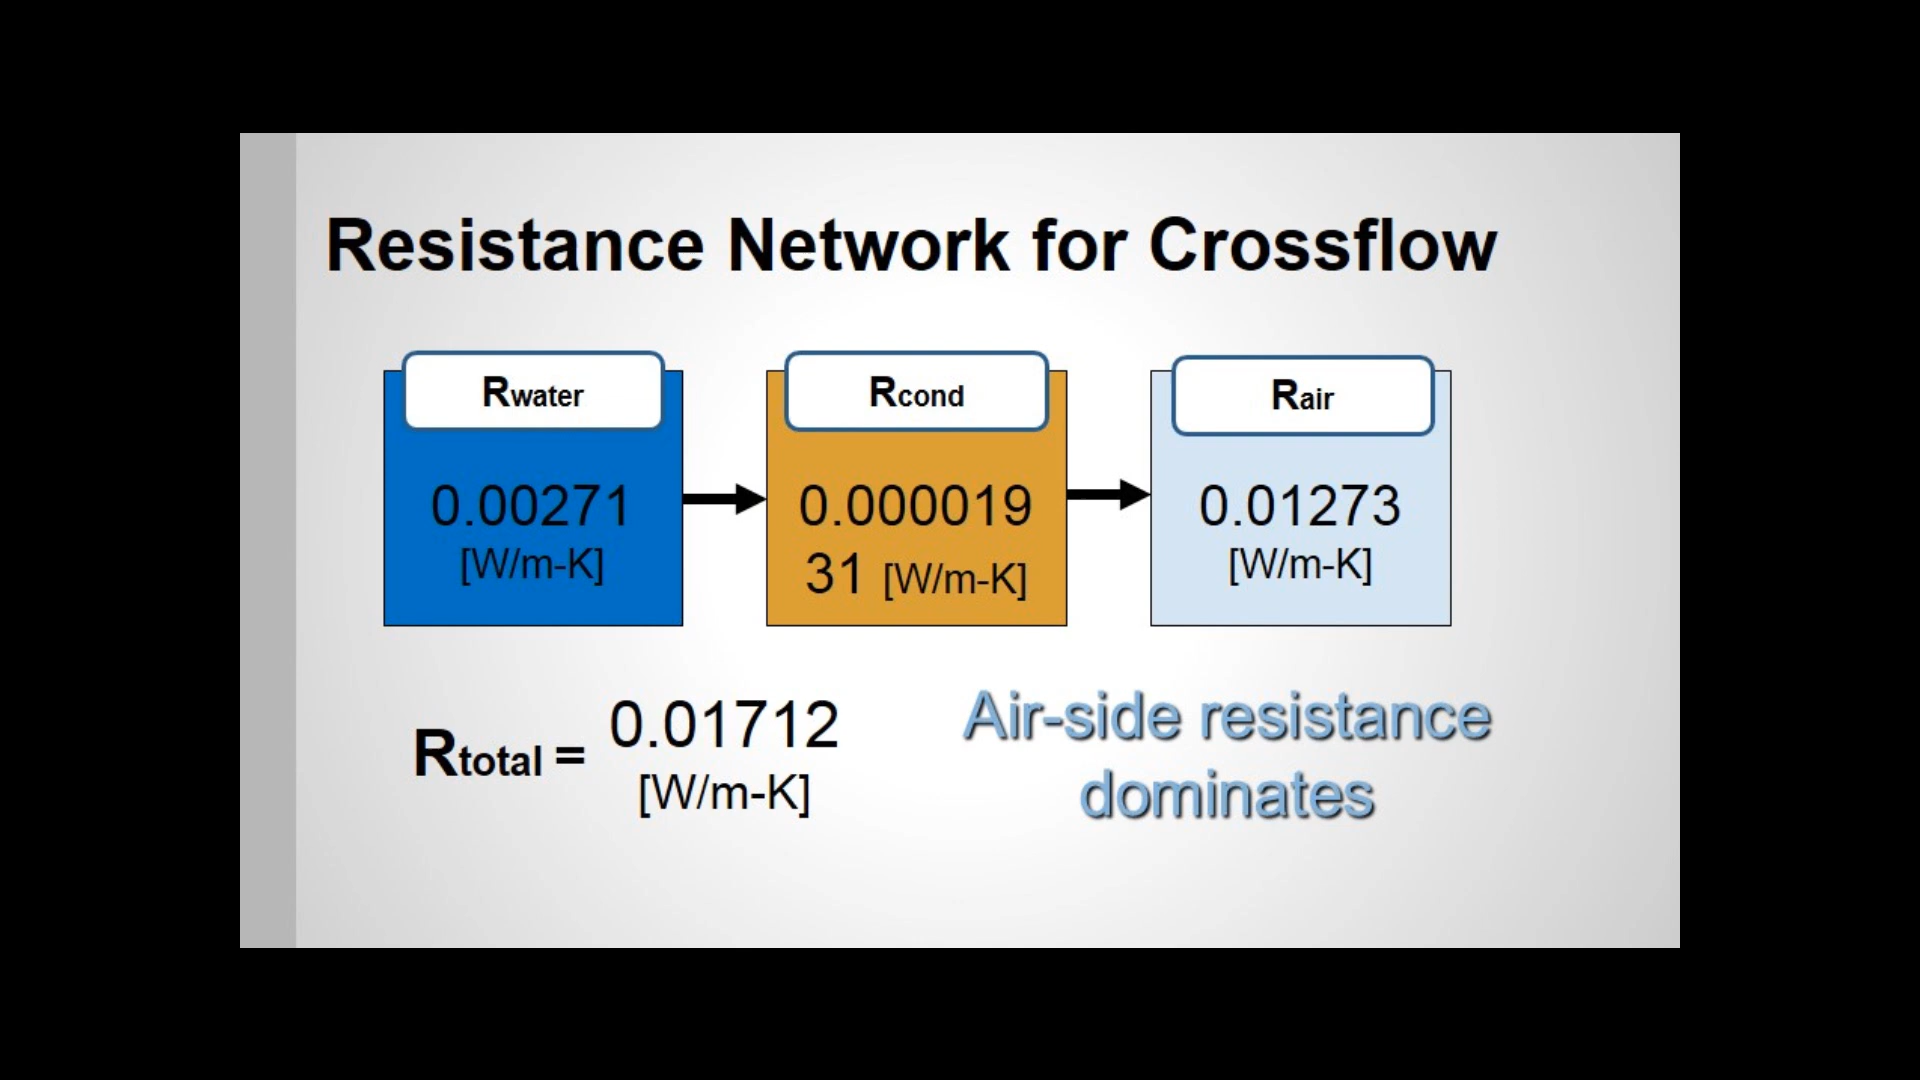 Resistance Network for Crossflow
Rwater
Rcond
Rair
0.00271
[W/m-K]
0.000019
31 [W/m-K]
0.01273
[W/m-K]
Rtotal =
0.01712
[W/m-K]
Air-side resistance
dominates